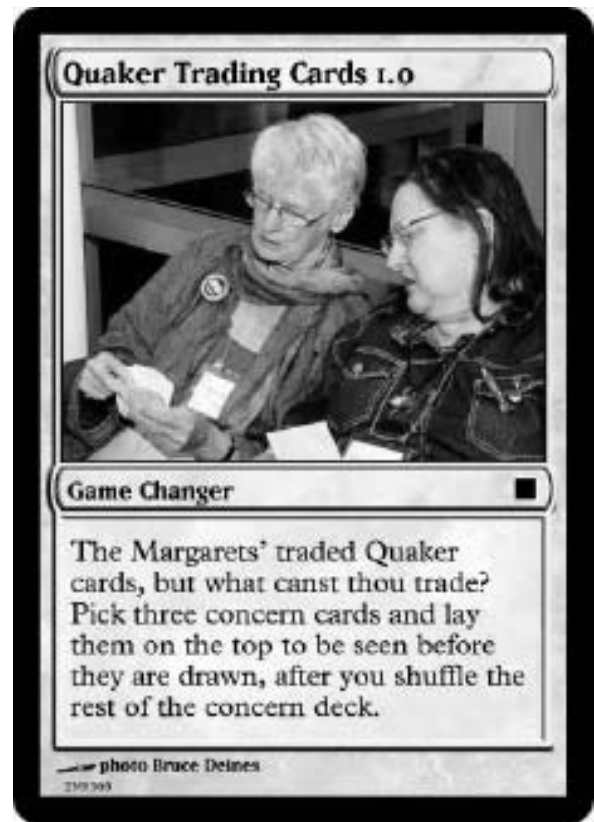 Quaker Trading Cards 1.0
Game Changer
The Margarets' traded Quaker
cards, but what canst thou trade?
Pick three concern cards and lay
them on the top to be seen before
they are drawn, after you shuffle the
rest of the concern deck.
photo Bruce Deines